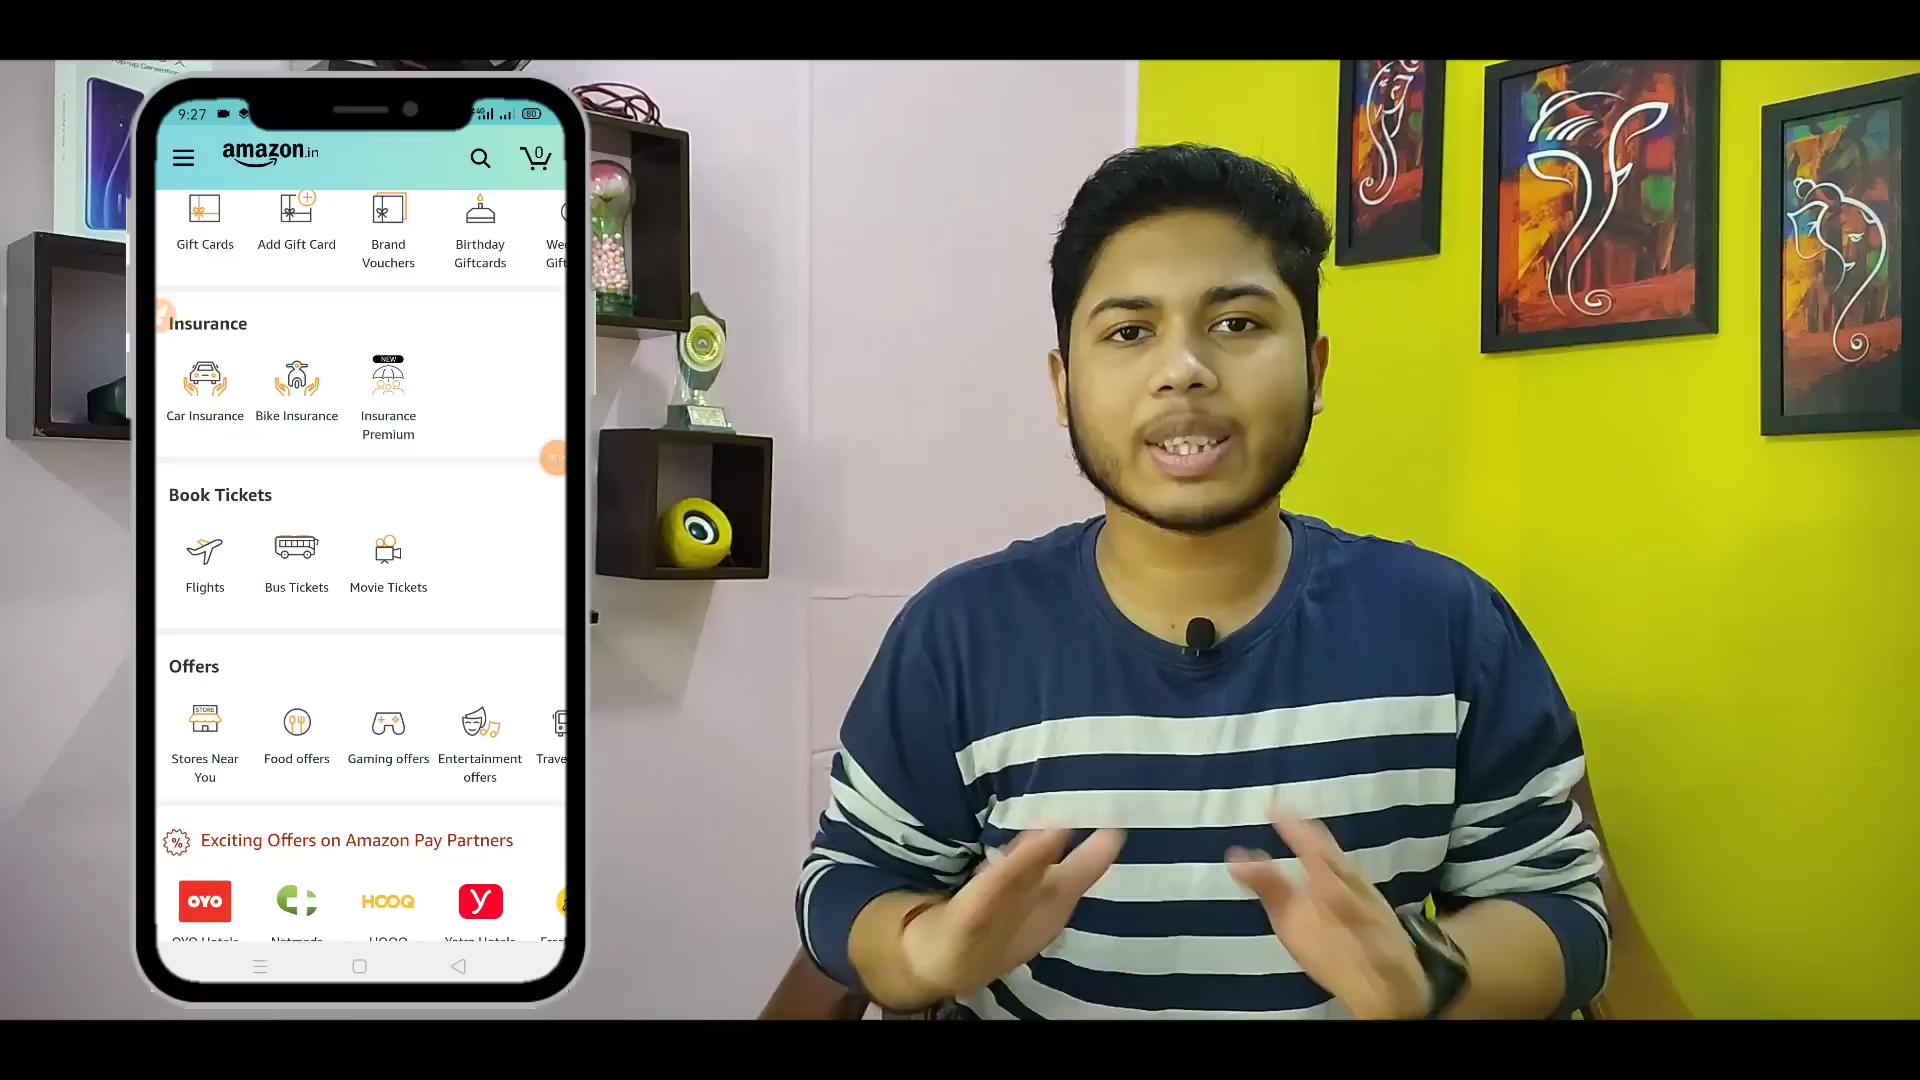 9:27
80
amazon.in
0
Gift Cards
Add Gift Card
Brand Vouchers
Birthday Giftcards
Insurance
NEW
Car Insurance
Bike Insurance
Insurance Premium
Book Tickets
Flights
Bus Tickets
Movie Tickets
Offers
STORE
Stores Near You
Food offers
Gaming offers
Entertainment offers
% Exciting Offers on Amazon Pay Partners
OYO
HOOQ
y